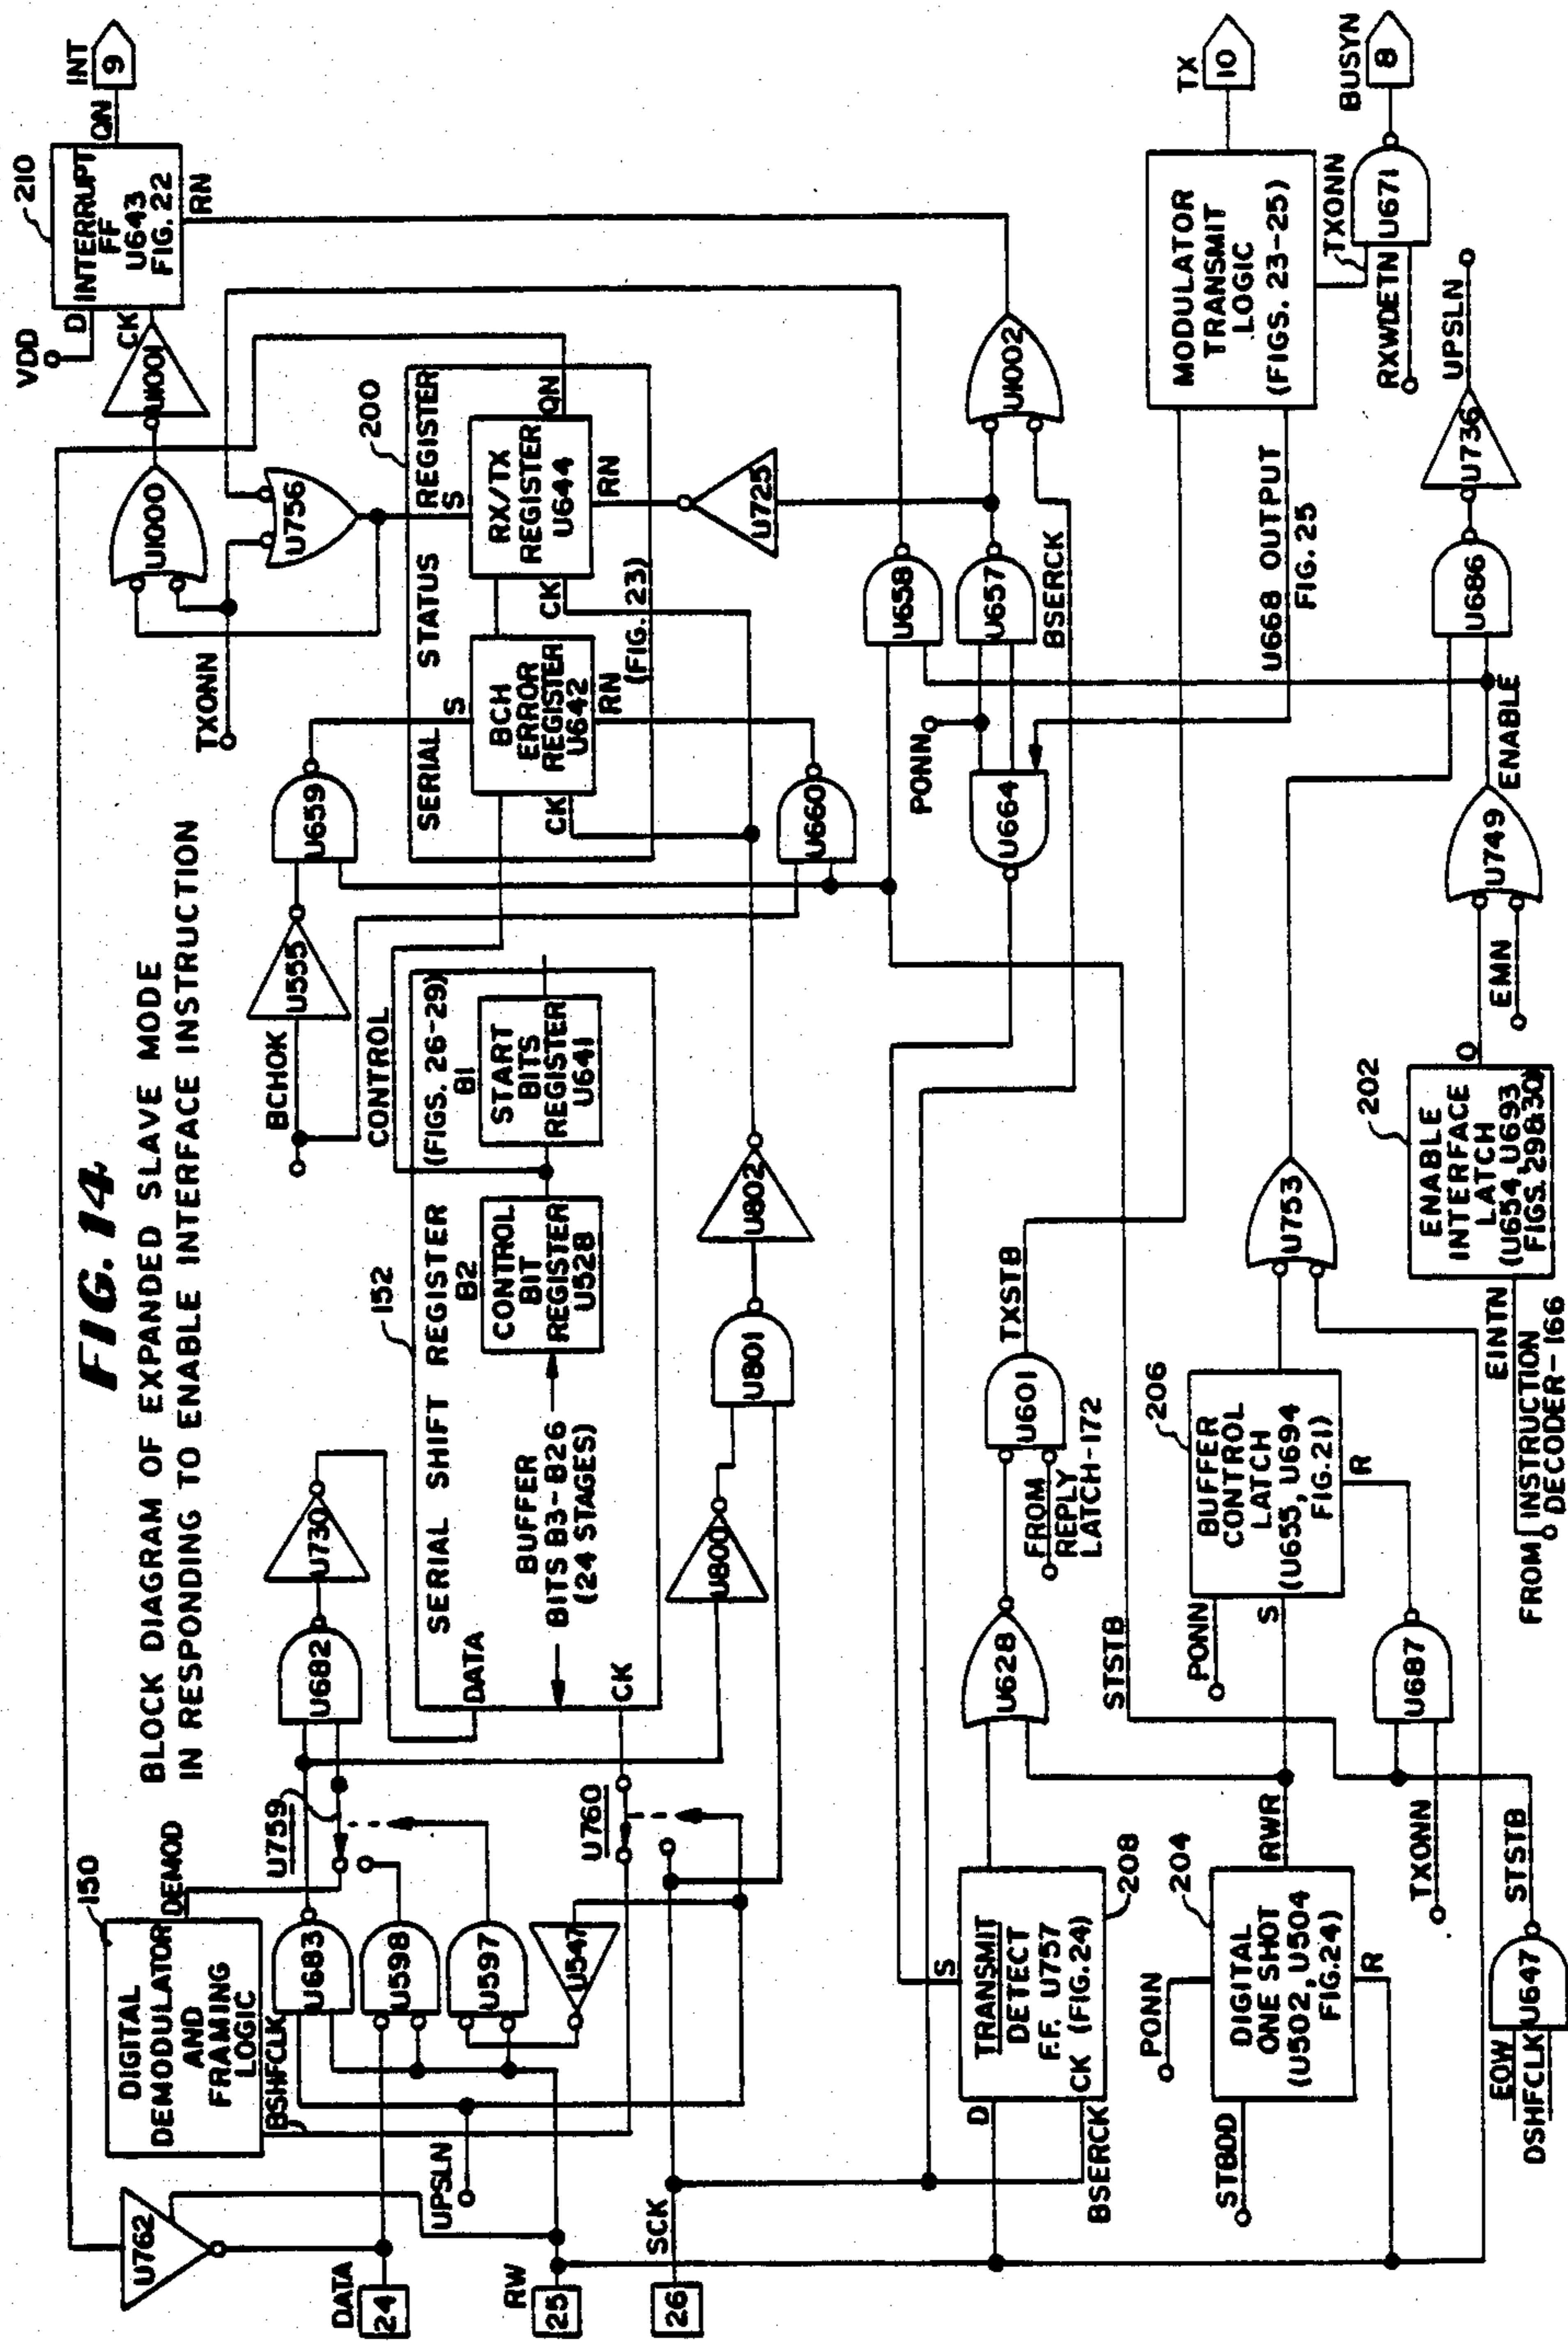 FIG. 14
BLOCK DIAGRAM OF EXPANDED SLAVE MODE
IN RESPONDING TO ENABLE INTERFACE INSTRUCTION
U762
DATA
24
RW
25
SCK
26
UPSLN
150
DIGITAL
DEMODULATOR
AND
FRAMING
LOGIC
DEMOD
BSHFCLK
U683
U598
U597
U547
U759
U760
U682
U730
152
SERIAL SHIFT REGISTER (FIGS. 26-29)
DATA
CK
BUFFER
BITS B3-B26
(24 STAGES)
B2
CONTROL
BIT
REGISTER
U528
B1
START
BITS
REGISTER
U641
U800
U801
U802
BCHOK
CONTROL
U555
U659
U660
SERIAL STATUS REGISTER
200
S
BCH
ERROR
REGISTER
U642
CK
RN
(FIG. 23)
S
RX/TX
REGISTER
U644
CK
QN
RN
U725
TXONN
U1000
U756
U1001
VDD
D
CK
INTERRUPT
FF
U643
FIG. 22
210
QN
RN
INT
9
U1002
U658
U657
BSERCK
PONN
U664
U668 OUTPUT
FIG. 25
MODULATOR
TRANSMIT
LOGIC
(FIGS. 23-25)
TX
10
TXONN
RXWDETN
U671
BUSYN
8
UPSLN
U736
U686
ENABLE
U749
EMN
Q
202
ENABLE
INTERFACE
LATCH
(U654, U693
FIGS. 29&30)
EINTN
FROM INSTRUCTION
DECODER-166
U753
206
BUFFER
CONTROL
LATCH
(U655, U694
FIG. 21)
PONN
S
R
U687
TXONN
STSTB
TXSTB
U601
FROM
REPLY
LATCH-172
U628
S
TRANSMIT
DETECT
F.F. U757
CK (FIG. 24)
D
BSERCK
208
204
DIGITAL
ONE SHOT
(U502, U504
FIG. 24)
PONN
STBDD
RWR
R
STSTB
U647
EOW
DSHFCLK